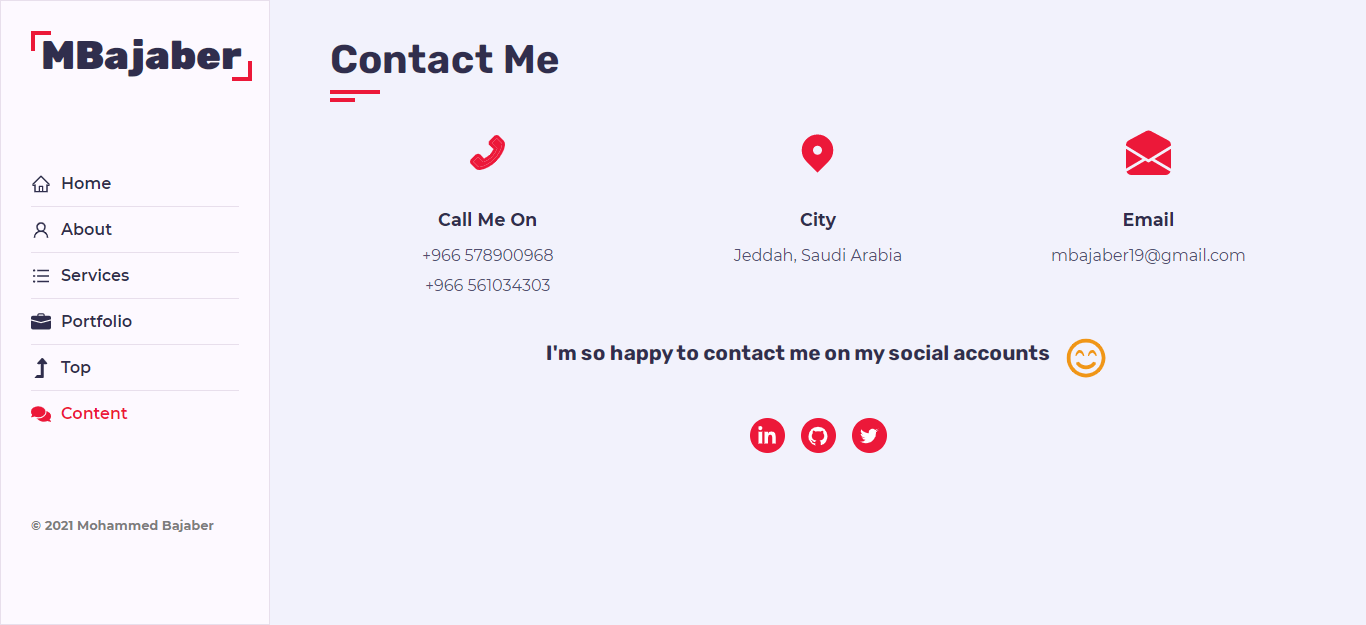 MBajaber
Home
About
Services
Portfolio
Top
Content
© 2021 Mohammed Bajaber
Contact Me
Call Me On
+966 578900968
+966 561034303
City
Jeddah, Saudi Arabia
Email
mbajaber19@gmail.com
I'm so happy to contact me on my social accounts
in